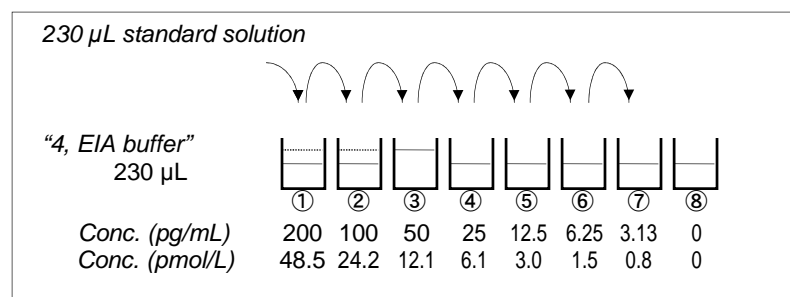 230 µL standard solution
“4, EIA buffer”
230 µL
① ② ③ ④ ⑤ ⑥ ⑦ ⑧
Conc. (pg/mL) 200 100 50 25 12.5 6.25 3.13 0
Conc. (pmol/L) 48.5 24.2 12.1 6.1 3.0 1.5 0.8 0